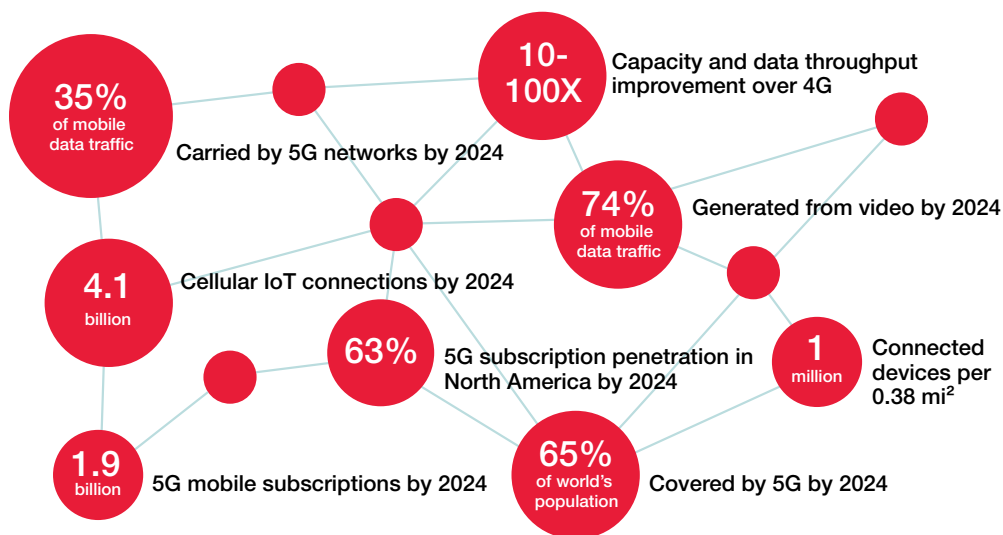 35%
of mobile
data traffic
Carried by 5G networks by 2024
10-
100X
Capacity and data throughput
improvement over 4G
74%
of mobile
data traffic
Generated from video by 2024
4.1
billion
Cellular IoT connections by 2024
63%
5G subscription penetration in
North America by 2024
1
million
Connected
devices per
0.38 mi²
1.9
billion
5G mobile subscriptions by 2024
65%
of world's
population
Covered by 5G by 2024